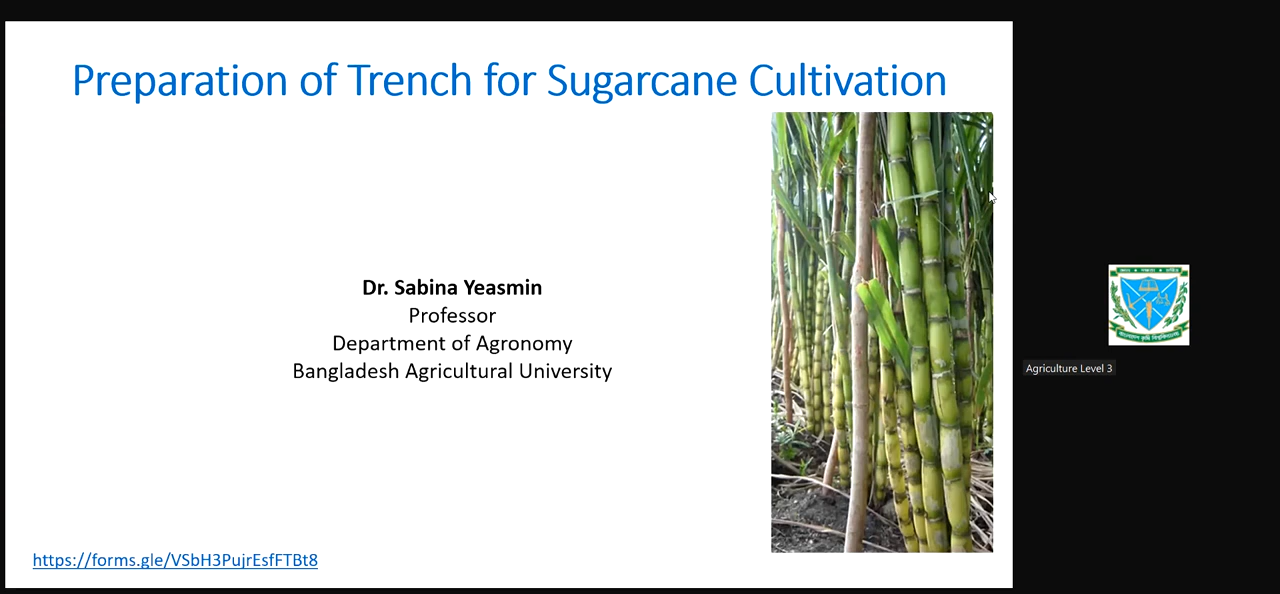 Preparation of Trench for Sugarcane Cultivation
Dr. Sabina Yeasmin
Professor
Department of Agronomy
Bangladesh Agricultural University
https://forms.gle/VSbH3PujrEsfFTBt8
Agriculture Level 3